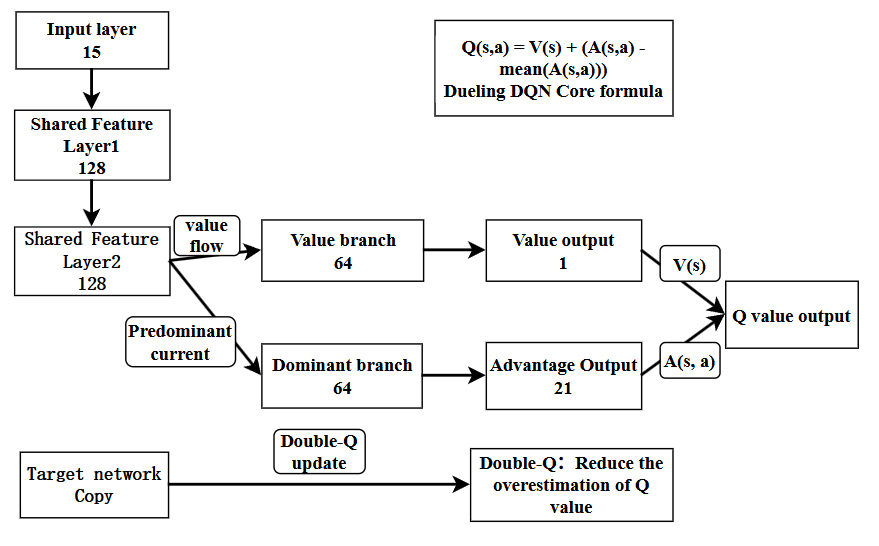 Input layer
15
Q(s,a) = V(s) + (A(s,a) -
mean(A(s,a)))
Dueling DQN Core formula
Shared Feature
Layer1
128
Shared Feature
Layer2
128
value
flow
Value branch
64
Value output
1
V(s)
Q value output
Predominant
current
Dominant branch
64
Advantage Output
21
A(s, a)
Target network
Copy
Double-Q
update
Double-Q：Reduce the
overestimation of Q
value